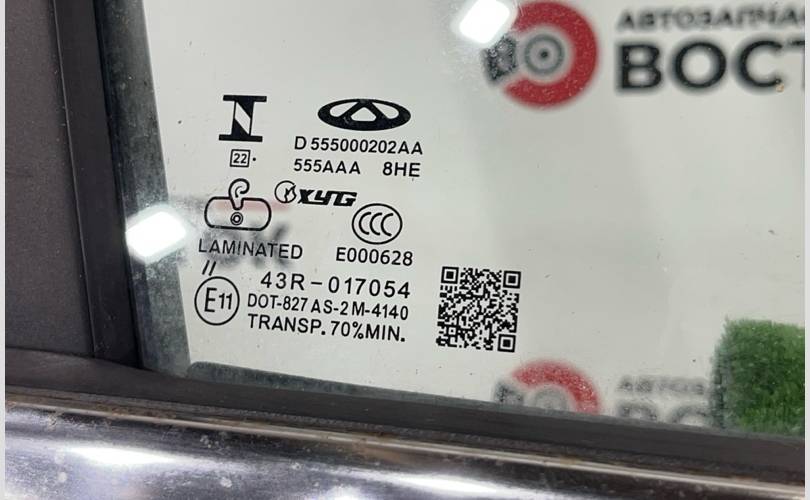 АВТОЗАПЧА
ВОСТ
D 555000202AA
22.
555AAA 8HE
XYG
CCC
LAMINATED E000628
//
43R-017054
E11
DOT-827 AS-2 M-4140
TRANSP. 70%MIN.